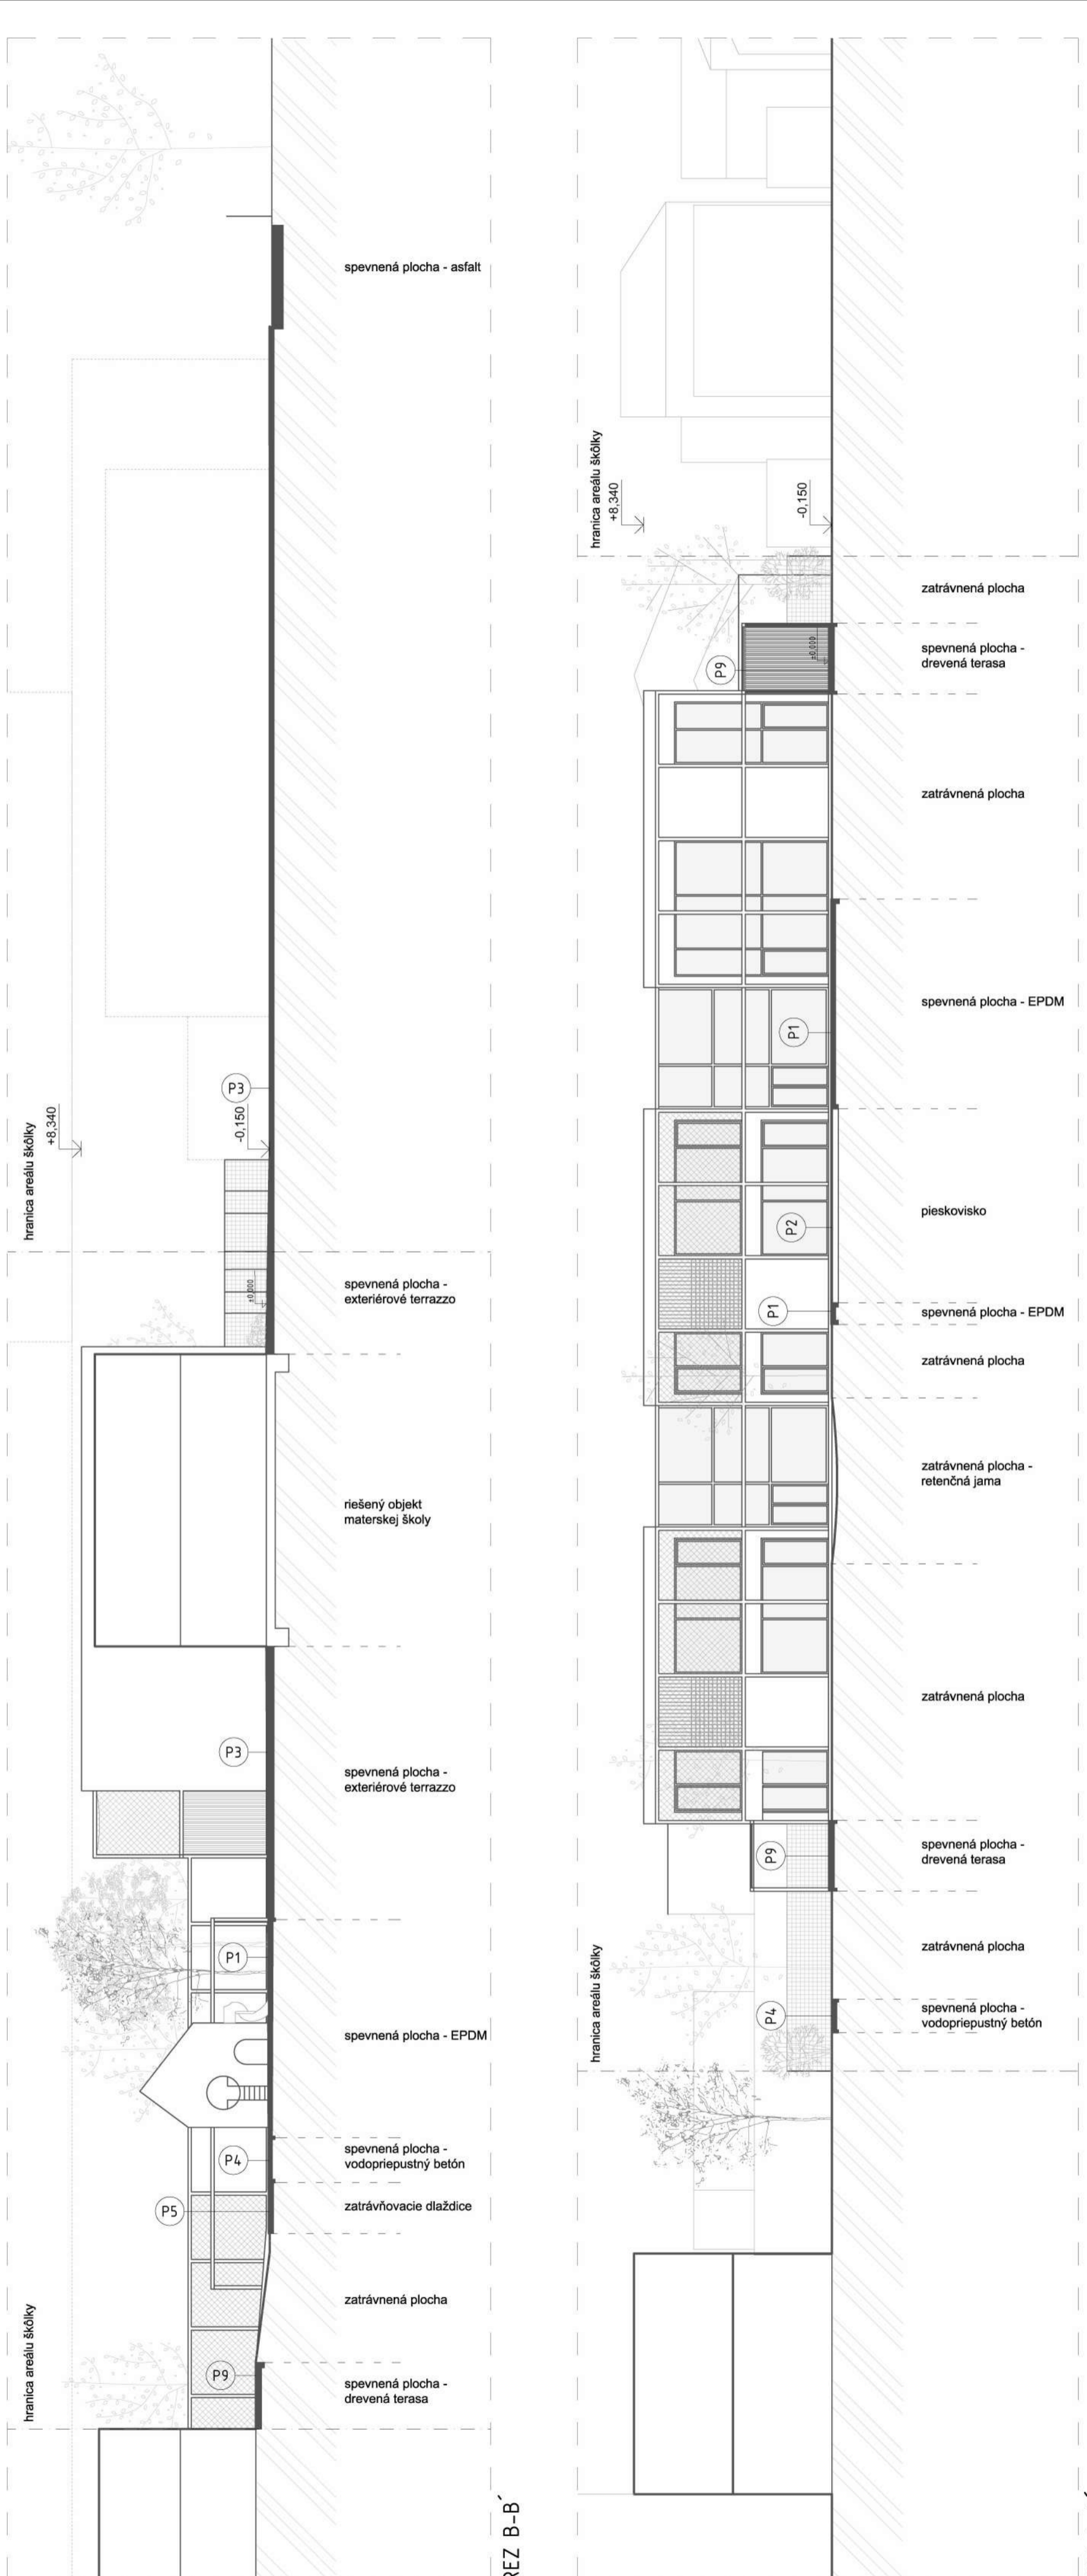 spevnená plocha - asfalt
P3
hranica areálu škôlky
+8,340
-0,150
±0,000
spevnená plocha -
exteriérové terrazzo
riešený objekt
materskej školy
P3
spevnená plocha -
exteriérové terrazzo
P1
spevnená plocha - EPDM
P4
spevnená plocha -
vodopriepustný betón
P5
zatrávňovacie dlaždice
zatrávnená plocha
hranica areálu škôlky
P9
spevnená plocha -
drevená terasa
REZ B-B´
hranica areálu škôlky
+8,340
-0,150
zatrávnená plocha
±0,000
P9
spevnená plocha -
drevená terasa
zatrávnená plocha
spevnená plocha - EPDM
P1
pieskovisko
P2
P1
spevnená plocha - EPDM
zatrávnená plocha
zatrávnená plocha -
retenčná jama
zatrávnená plocha
spevnená plocha -
drevená terasa
P9
zatrávnená plocha
hranica areálu škôlky
P4
spevnená plocha -
vodopriepustný betón